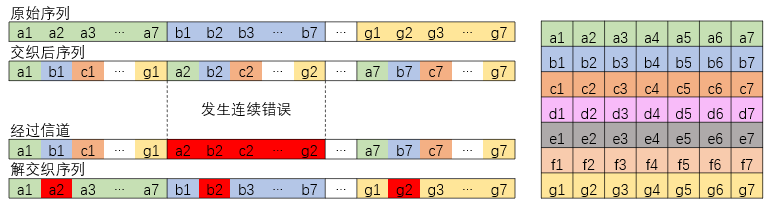 原始序列
a1 a2 a3 ··· a7 b1 b2 b3 ··· b7 ··· g1 g2 g3 ··· g7
交织后序列
a1 b1 c1 ··· g1 a2 b2 c2 ··· g2 ··· a7 b7 c7 ··· g7
发生连续错误
经过信道
a1 b1 c1 ··· g1 a2 b2 c2 ··· g2 ··· a7 b7 c7 ··· g7
解交织序列
a1 a2 a3 ··· a7 b1 b2 b3 ··· b7 ··· g1 g2 g3 ··· g7
a1 a2 a3 a4 a5 a6 a7
b1 b2 b3 b4 b5 b6 b7
c1 c2 c3 c4 c5 c6 c7
d1 d2 d3 d4 d5 d6 d7
e1 e2 e3 e4 e5 e6 e7
f1 f2 f3 f4 f5 f6 f7
g1 g2 g3 g4 g5 g6 g7